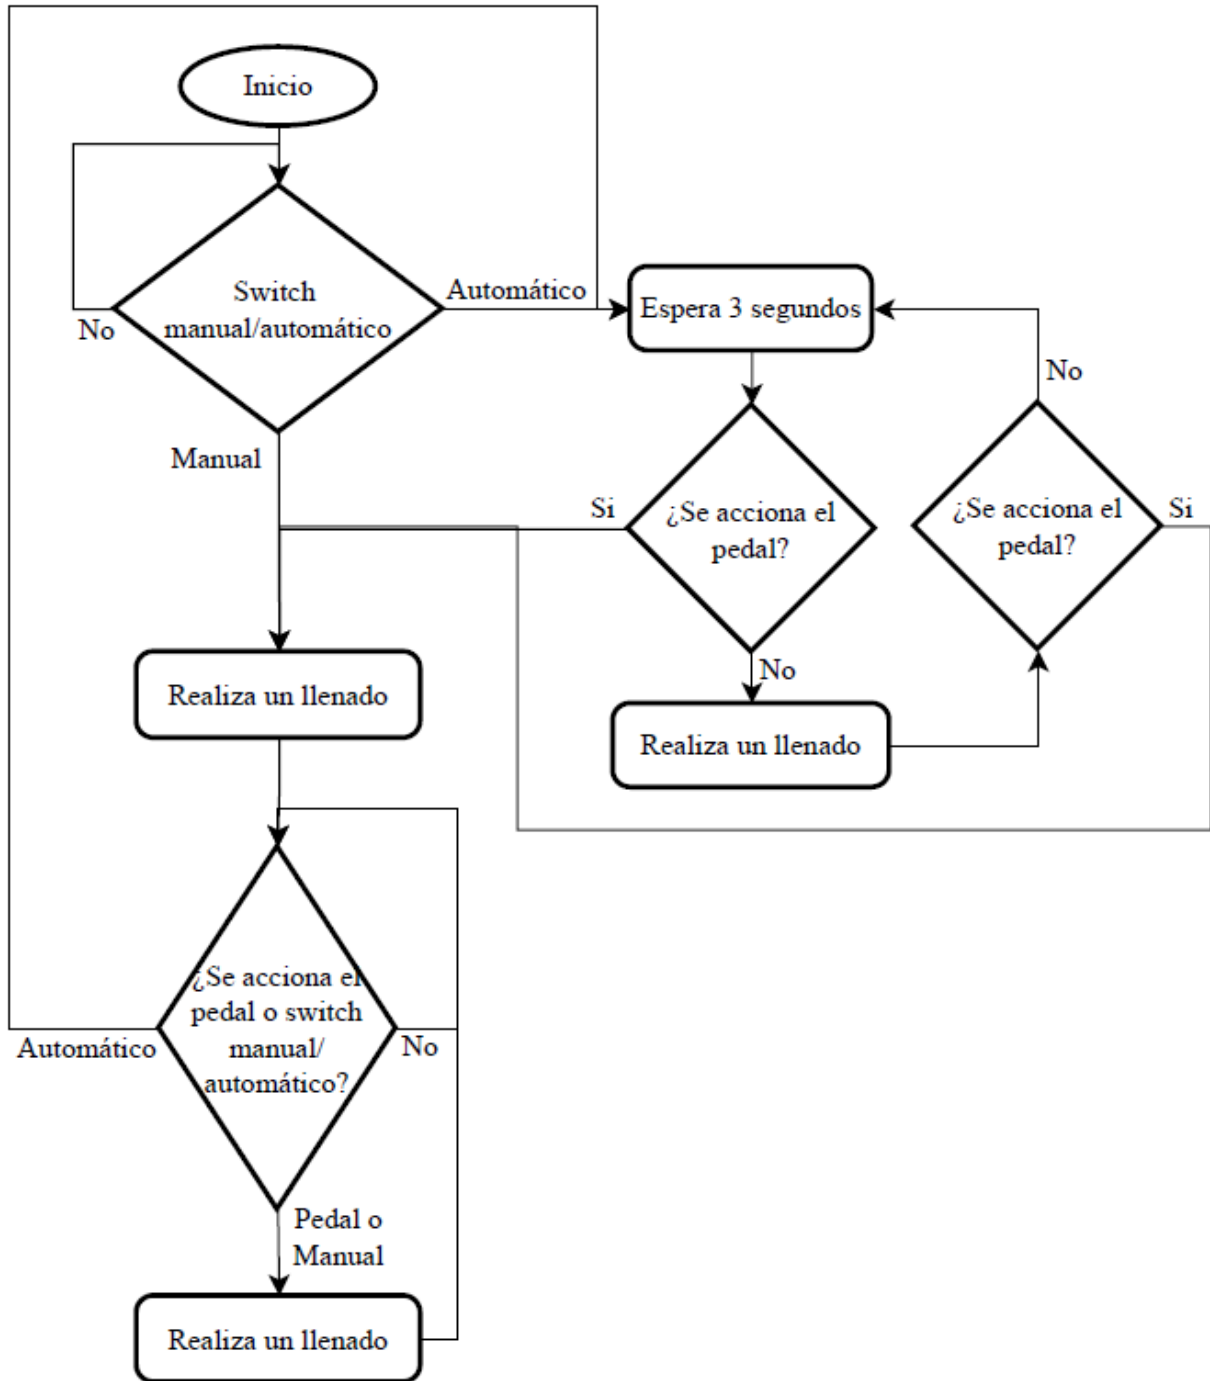 Inicio
Switch
manual/automático
No
Automático
Manual
Espera 3 segundos
No
Si
¿Se acciona el
pedal?
¿Se acciona el
pedal?
Si
No
Realiza un llenado
Realiza un llenado
¿Se acciona el
pedal o switch
manual/
automático?
Automático
No
Pedal o
Manual
Realiza un llenado